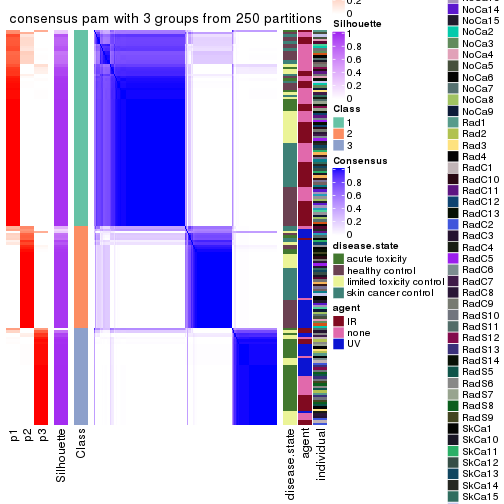 consensus pam with 3 groups from 250 partitions
0.2
Silhouette
1
0.8
0.6
0.4
0.2
0
Class
1
2
3
Consensus
1
0.8
0.6
0.4
0.2
0
disease.state
acute toxicity
healthy control
limited toxicity control
skin cancer control
agent
IR
none
UV
p1
p2
p3
Silhouette
Class
disease.state
agent
individual
NoCa14
NoCa15
NoCa2
NoCa3
NoCa4
NoCa5
NoCa6
NoCa7
NoCa8
NoCa9
Rad1
Rad2
Rad3
Rad4
RadC1
RadC10
RadC11
RadC12
RadC13
RadC2
RadC3
RadC4
RadC5
RadC6
RadC7
RadC8
RadC9
RadS10
RadS11
RadS12
RadS13
RadS14
RadS5
RadS6
RadS7
RadS8
RadS9
SkCa1
SkCa10
SkCa11
SkCa12
SkCa13
SkCa14
SkCa15